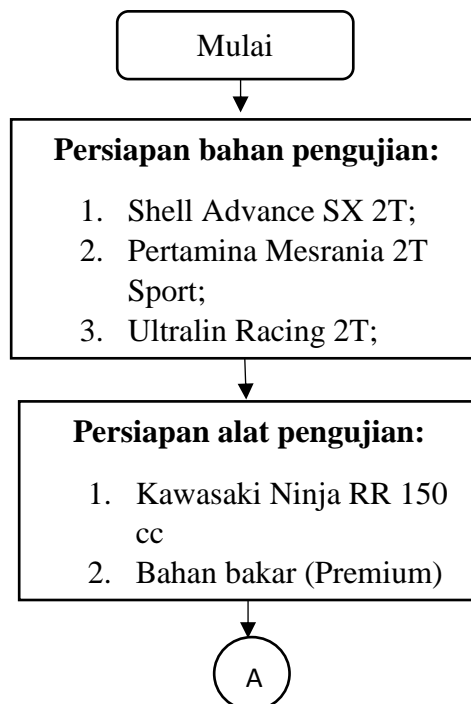 Mulai
Persiapan bahan pengujian:
1. Shell Advance SX 2T;
2. Pertamina Mesrania 2T
Sport;
3. Ultralin Racing 2T;
Persiapan alat pengujian:
1. Kawasaki Ninja RR 150
cc
2. Bahan bakar (Premium)
A